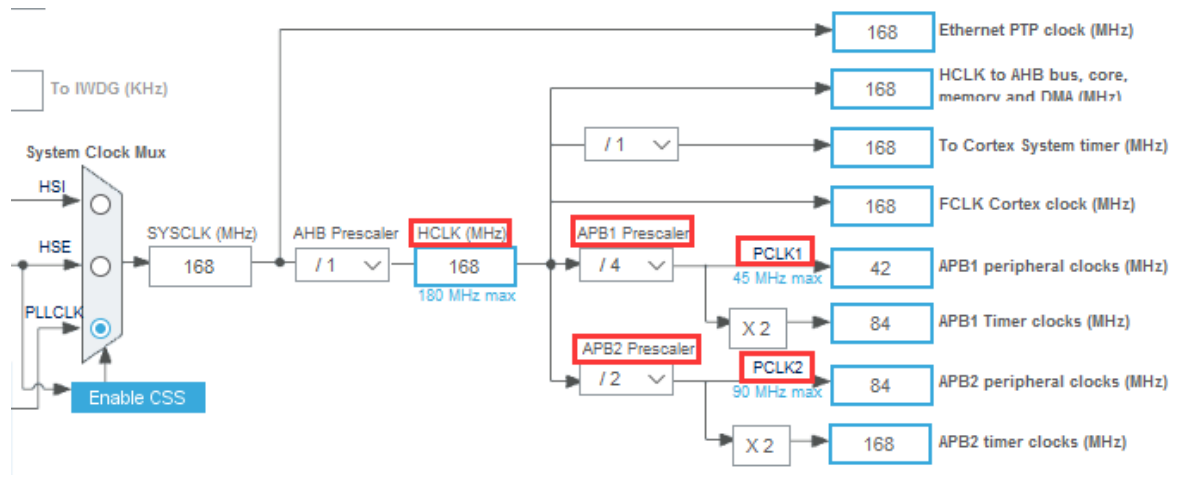 168
Ethernet PTP clock (MHz)
To IWDG (KHz)
168
HCLK to AHB bus, core,
memory and DMA (MHz)
System Clock Mux
/ 1
168
To Cortex System timer (MHz)
HSI
168
FCLK Cortex clock (MHz)
SYSCLK (MHz)
AHB Prescaler
HCLK (MHz)
APB1 Prescaler
HSE
168
/ 1
168
/ 4
PCLK1
42
APB1 peripheral clocks (MHz)
180 MHz max
45 MHz max
PLLCLK
X 2
84
APB1 Timer clocks (MHz)
APB2 Prescaler
Enable CSS
/ 2
PCLK2
84
APB2 peripheral clocks (MHz)
90 MHz max
X 2
168
APB2 timer clocks (MHz)